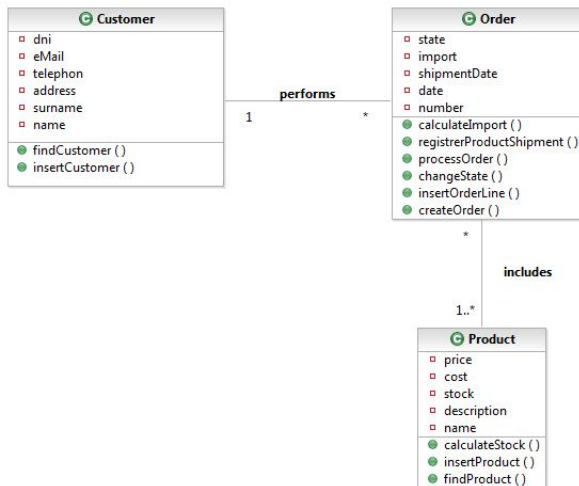 C Customer
dni
eMail
telephon
address
surname
name
findCustomer ( )
insertCustomer ( )
performs
1
*
C Order
state
import
shipmentDate
date
number
calculateImport ( )
registrerProductShipment ( )
processOrder ( )
changeState ( )
insertOrderLine ( )
createOrder ( )
*
includes
1..*
C Product
price
cost
stock
description
name
calculateStock ( )
insertProduct ( )
findProduct ( )